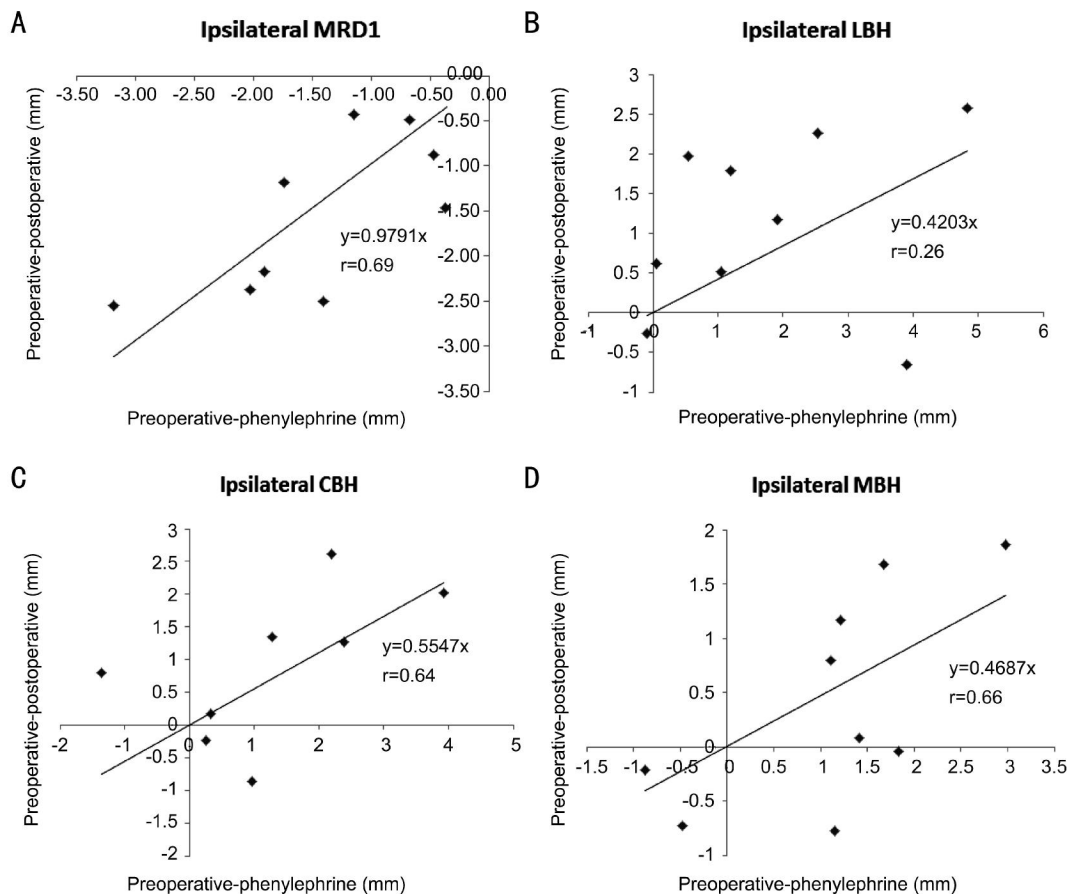 A
Ipsilateral MRD1
-3.50 -3.00 -2.50 -2.00 -1.50 -1.00 -0.50 0.00
0.00
-0.50
-1.00
-1.50
-2.00
-2.50
-3.00
-3.50
y=0.9791x
r=0.69
Preoperative-postoperative (mm)
Preoperative-phenylephrine (mm)
B
Ipsilateral LBH
3
2.5
2
1.5
1
0.5
0
-0.5
-1
-1 0 1 2 3 4 5 6
y=0.4203x
r=0.26
Preoperative-postoperative (mm)
Preoperative-phenylephrine (mm)
C
Ipsilateral CBH
3
2.5
2
1.5
1
0.5
0
-0.5
-1
-1.5
-2
-2 -1 0 1 2 3 4 5
y=0.5547x
r=0.64
Preoperative-postoperative (mm)
Preoperative-phenylephrine (mm)
D
Ipsilateral MBH
2
1.5
1
0.5
0
-0.5
-1
-1.5 -1 -0.5 0 0.5 1 1.5 2 2.5 3 3.5
y=0.4687x
r=0.66
Preoperative-postoperative (mm)
Preoperative-phenylephrine (mm)